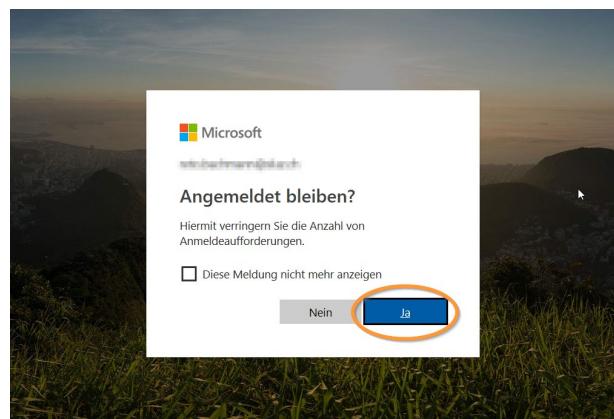 Microsoft
Angemeldet bleiben?
Hiermit verringern Sie die Anzahl von
Anmeldeaufforderungen.
Diese Meldung nicht mehr anzeigen
Nein
Ja